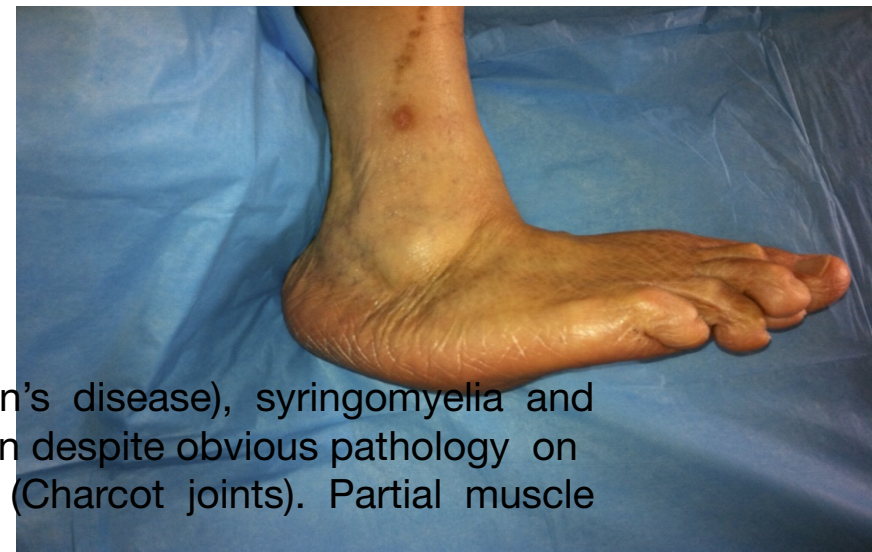 n’s disease), syringomyelia and
n despite obvious pathology on
(Charcot joints). Partial muscle